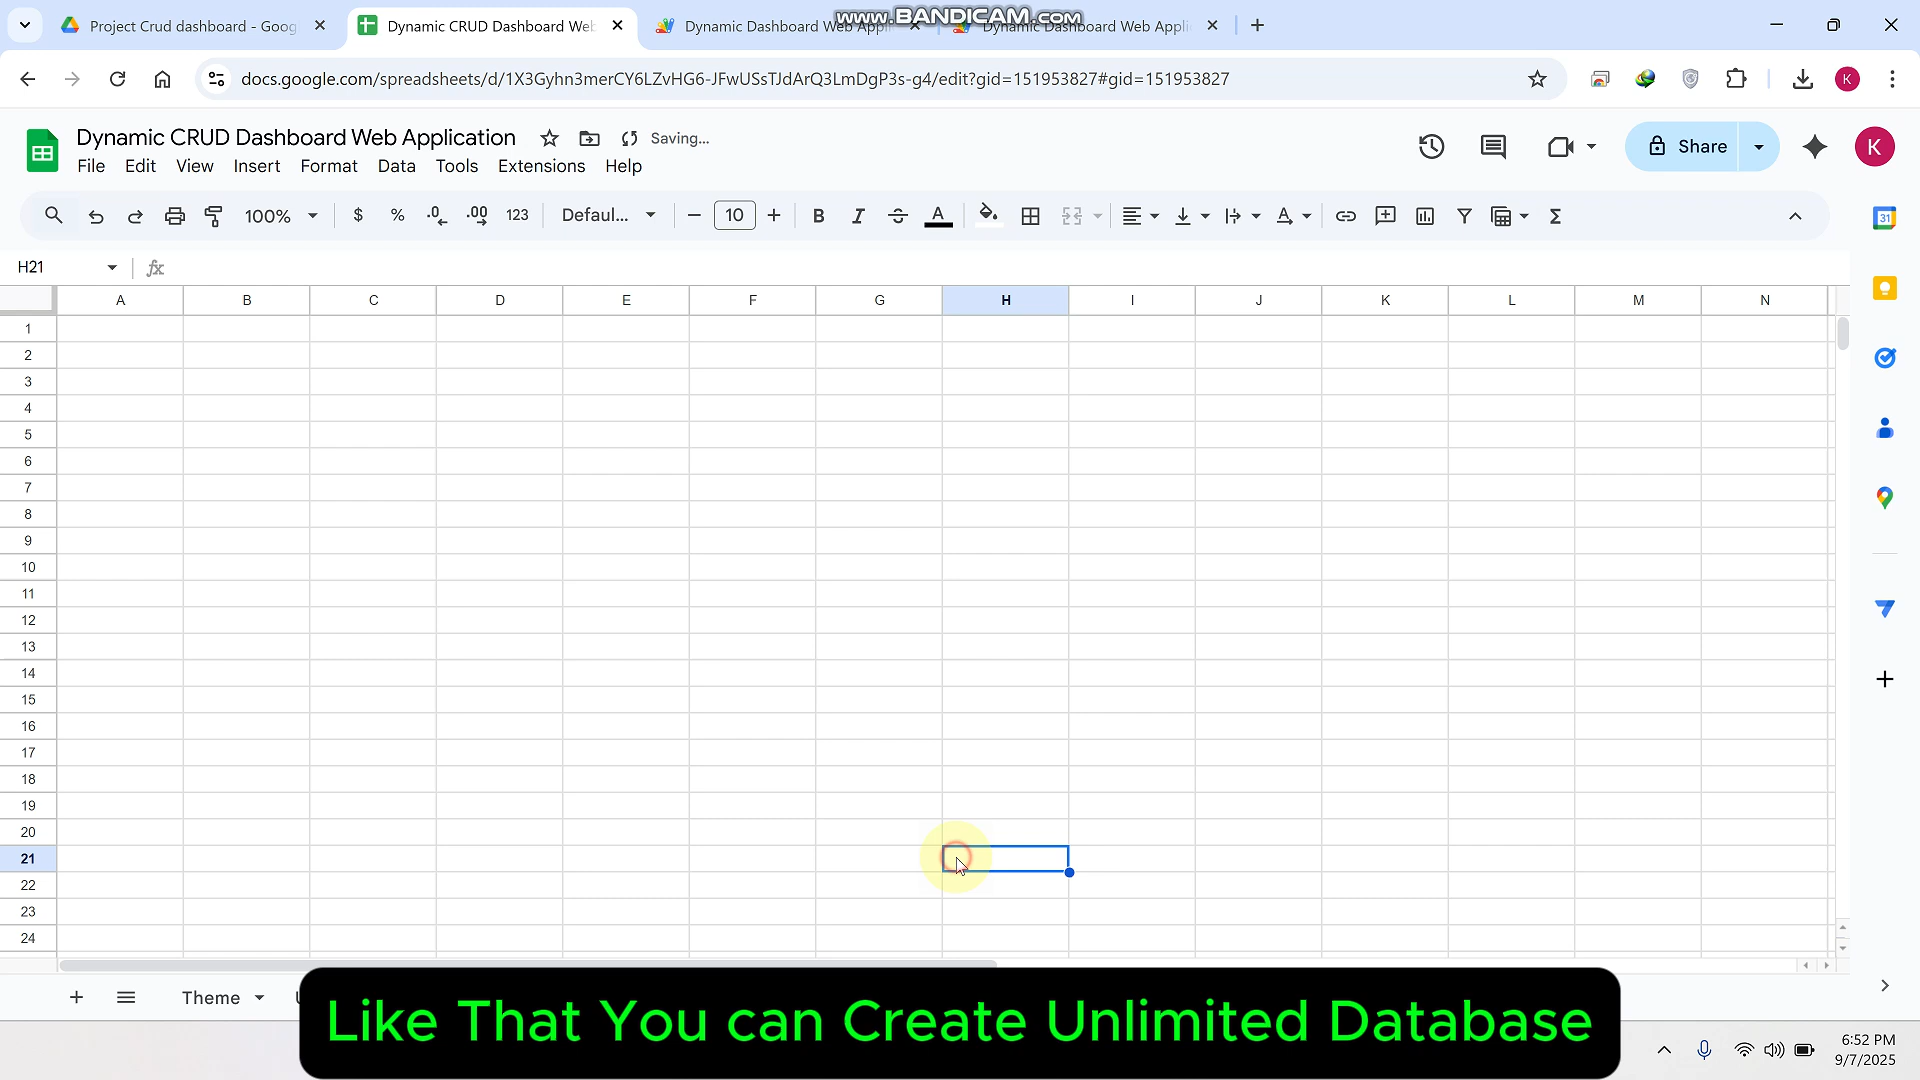 Project Crud dashboard - Goog
Dynamic CRUD Dashboard Web
Dynamic Dashboard Web Appli
Dynamic Dashboard Web Appli
www.BANDICAM.com
docs.google.com/spreadsheets/d/1X3Gyhn3merCY6LZvHG6-JFwUSsTJdArQ3LmDgP3s-g4/edit?gid=151953827#gid=151953827
K
Dynamic CRUD Dashboard Web Application
Saving...
Share
K
File Edit View Insert Format Data Tools Extensions Help
100% $ % .0 .00 123 Defaul... 10 B I A Σ
31
H21 fx
A B C D E F G H I J K L M N
1
2
3
4
5
6
7
8
9
10
11
12
13
14
15
16
17
18
19
20
21
22
23
24
Theme
Like That You can Create Unlimited Database
6:52 PM
9/7/2025